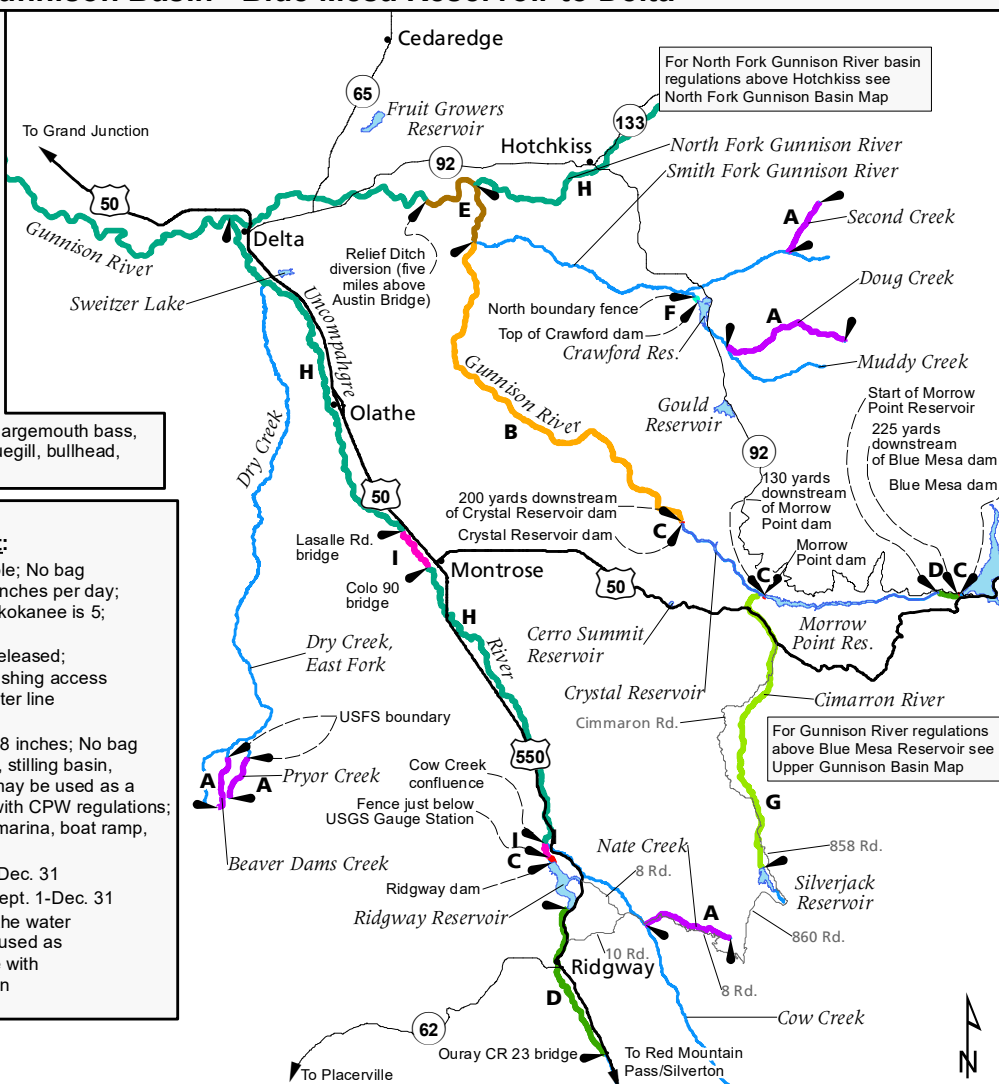 Gunnison Basin - Blue Mesa Reservoir to Delta
Cedaredge
For North Fork Gunnison River basin
regulations above Hotchkiss see
North Fork Gunnison Basin Map
65
Fruit Growers
Reservoir
133
To Grand Junction
Hotchkiss
North Fork Gunnison River
92
Smith Fork Gunnison River
H
50
E
A
Second Creek
Gunnison River
Delta
Relief Ditch
diversion (five
miles above
Austin Bridge)
Doug Creek
Sweitzer Lake
Uncompahgre
North boundary fence
F
A
Top of Crawford dam
Crawford Res.
Muddy Creek
H
Gunnison River
Start of Morrow
Point Reservoir
Olathe
Gould
Reservoir
225 yards
downstream
of Blue Mesa dam
Dry Creek
B
argemouth bass,
uegill, bullhead,
92
Blue Mesa dam
130 yards
downstream
of Morrow
Point dam
50
200 yards downstream
of Crystal Reservoir dam
C
Crystal Reservoir dam
Lasalle Rd.
bridge
Morrow
Point dam
I
Montrose
Colo 90
bridge
50
C
D
C
ble; No bag
inches per day;
kokanee is 5;
H
Cerro Summit
Reservoir
Morrow
Point Res.
Dry Creek,
East Fork
River
eleased;
shing access
ter line
Crystal Reservoir
Cimarron River
Cimmaron Rd.
USFS boundary
For Gunnison River regulations
above Blue Mesa Reservoir see
Upper Gunnison Basin Map
8 inches; No bag
, stilling basin,
may be used as a
with CPW regulations;
marina, boat ramp,
550
A
A
Pryor Creek
Cow Creek
confluence
Fence just below
USGS Gauge Station
G
I
C
Nate Creek
858 Rd.
Beaver Dams Creek
8 Rd.
Dec. 31
ept. 1-Dec. 31
he water
used as
e with
n
Ridgway dam
Silverjack
Reservoir
Ridgway Reservoir
A
860 Rd.
10 Rd.
Ridgway
8 Rd.
D
Cow Creek
62
Ouray CR 23 bridge
To Red Mountain
Pass/Silverton
To Placerville
N